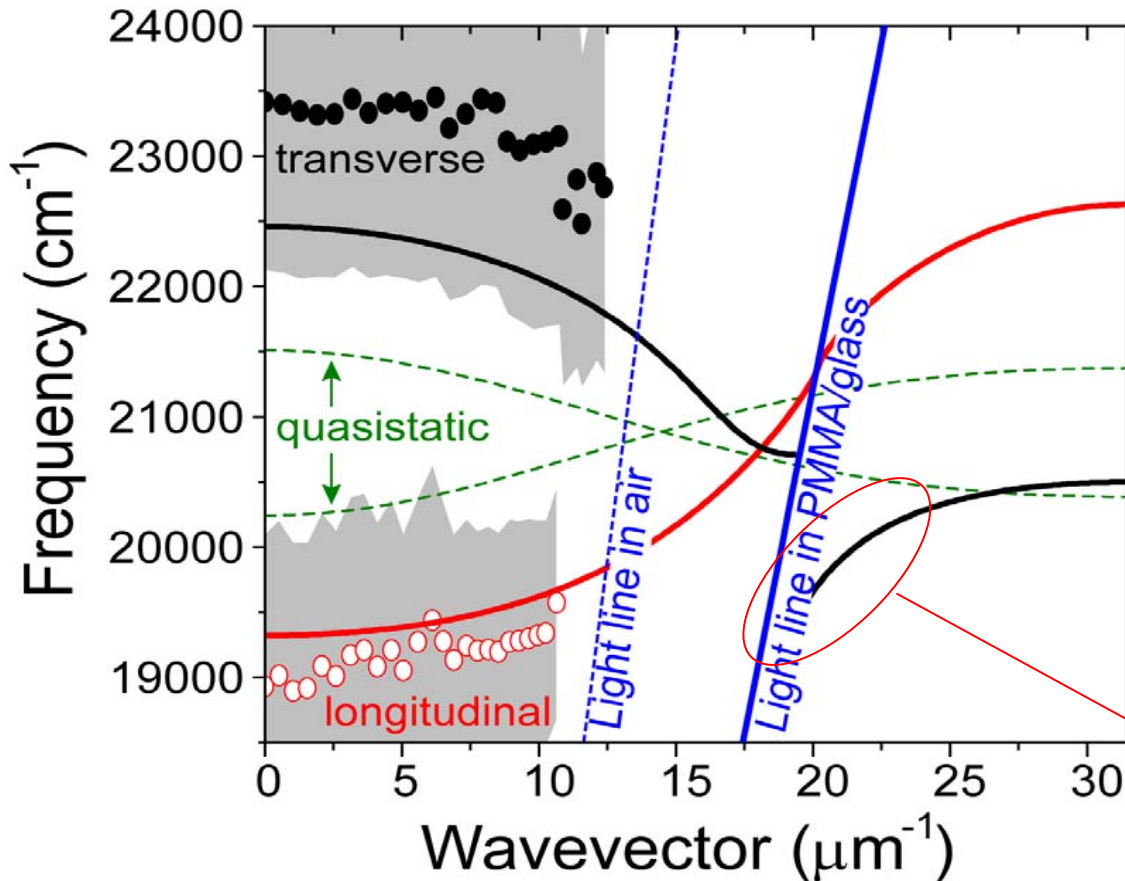 24000
23000
22000
21000
20000
19000
Frequency (cm⁻¹)
transverse
quasistatic
longitudinal
Light line in air
Light line in PMMA/glass
0
5
10
15
20
25
30
Wavevector (μm⁻¹)